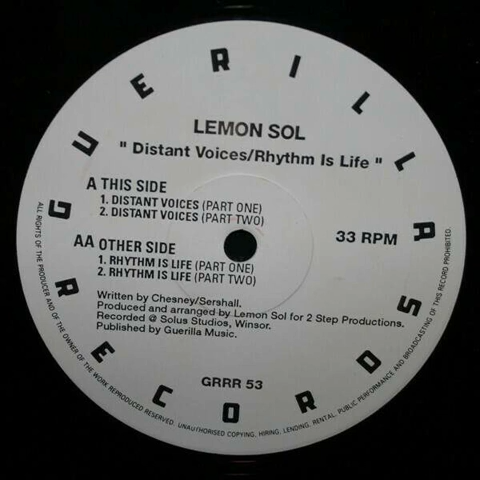 GUERILLA RECORDS
LEMON SOL
" Distant Voices/Rhythm Is Life "
A THIS SIDE
1. DISTANT VOICES (PART ONE)
2. DISTANT VOICES (PART TWO)
33 RPM
AA OTHER SIDE
1. RHYTHM IS LIFE (PART ONE)
2. RHYTHM IS LIFE (PART TWO)
Written by Chesney/Sershall.
Produced and arranged by Lemon Sol for 2 Step Productions.
Recorded @ Solus Studios, Winsor.
Published by Guerilla Music.
GRRR 53
ALL RIGHTS OF THE PRODUCER AND OF THE OWNER OF THE WORK REPRODUCED RESERVED. UNAUTHORISED COPYING, HIRING, LENDING, RENTAL, PUBLIC PERFORMANCE AND BROADCASTING OF THIS RECORD PROHIBITED.